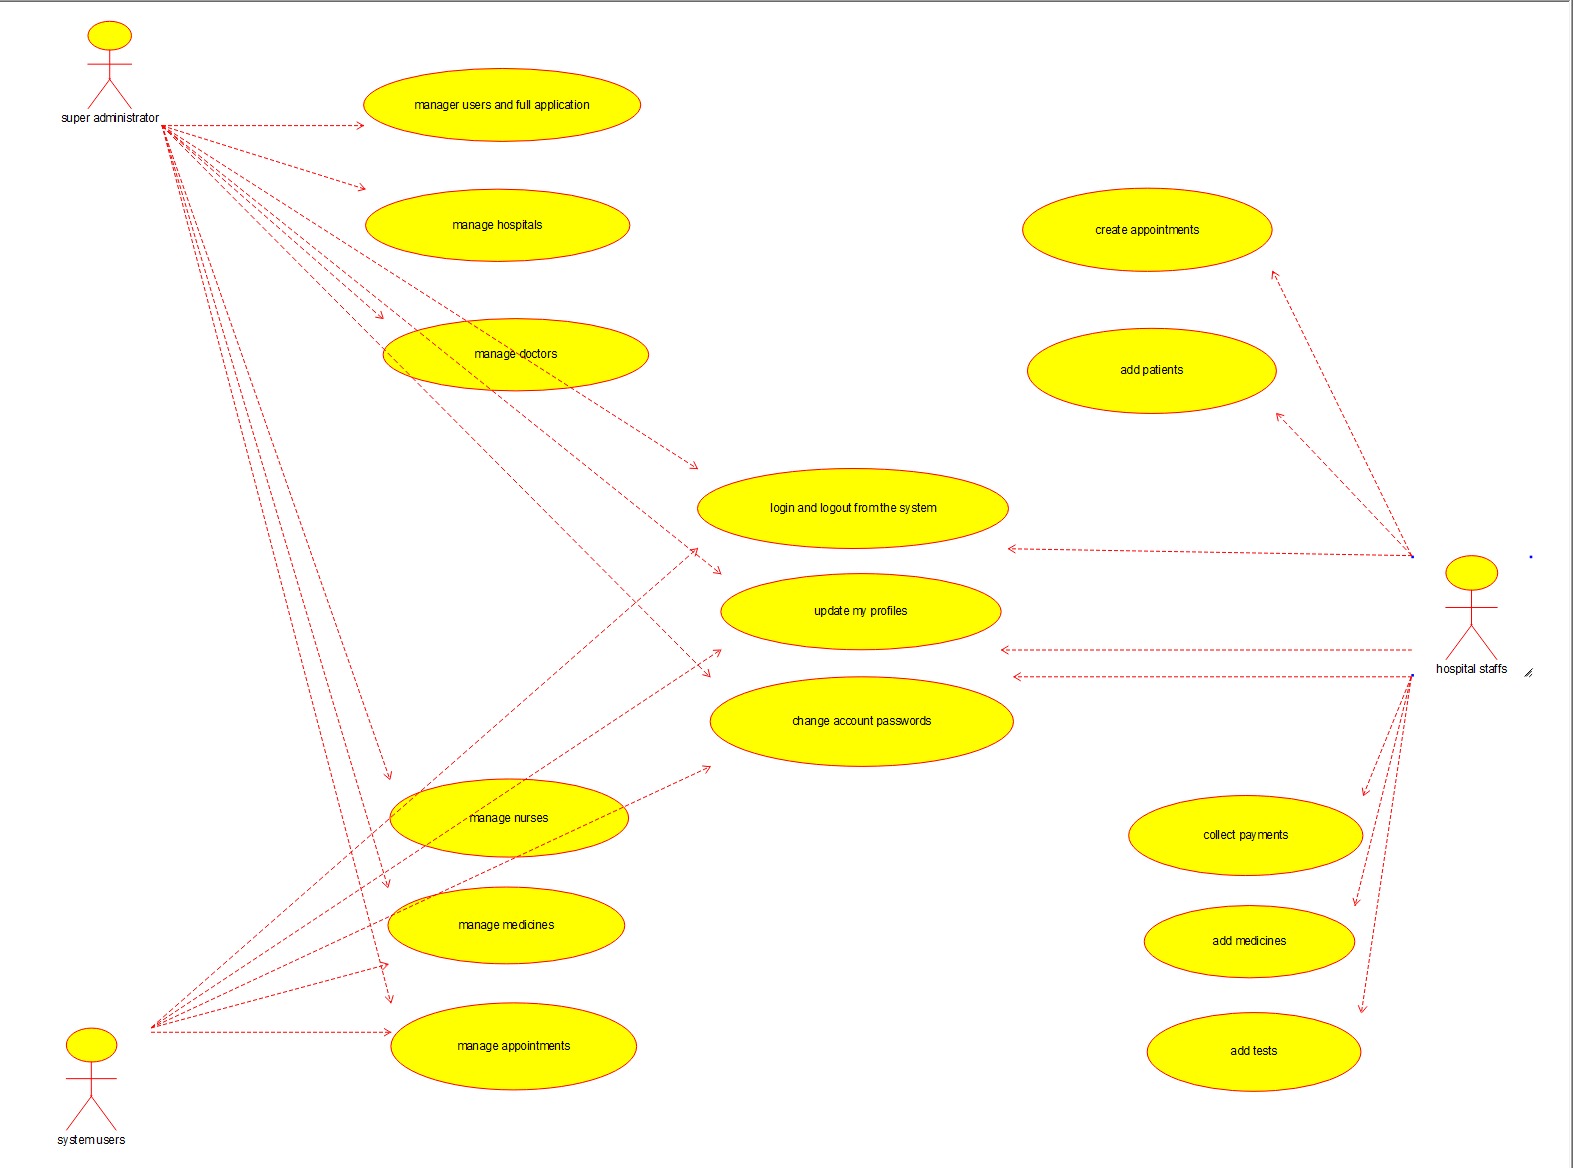 super administrator
manager users and full application
manage hospitals
create appointments
manage doctors
add patients
login and logout from the system
update my profiles
hospital staffs
change account passwords
manage nurses
collect payments
manage medicines
add medicines
manage appointments
add tests
system users